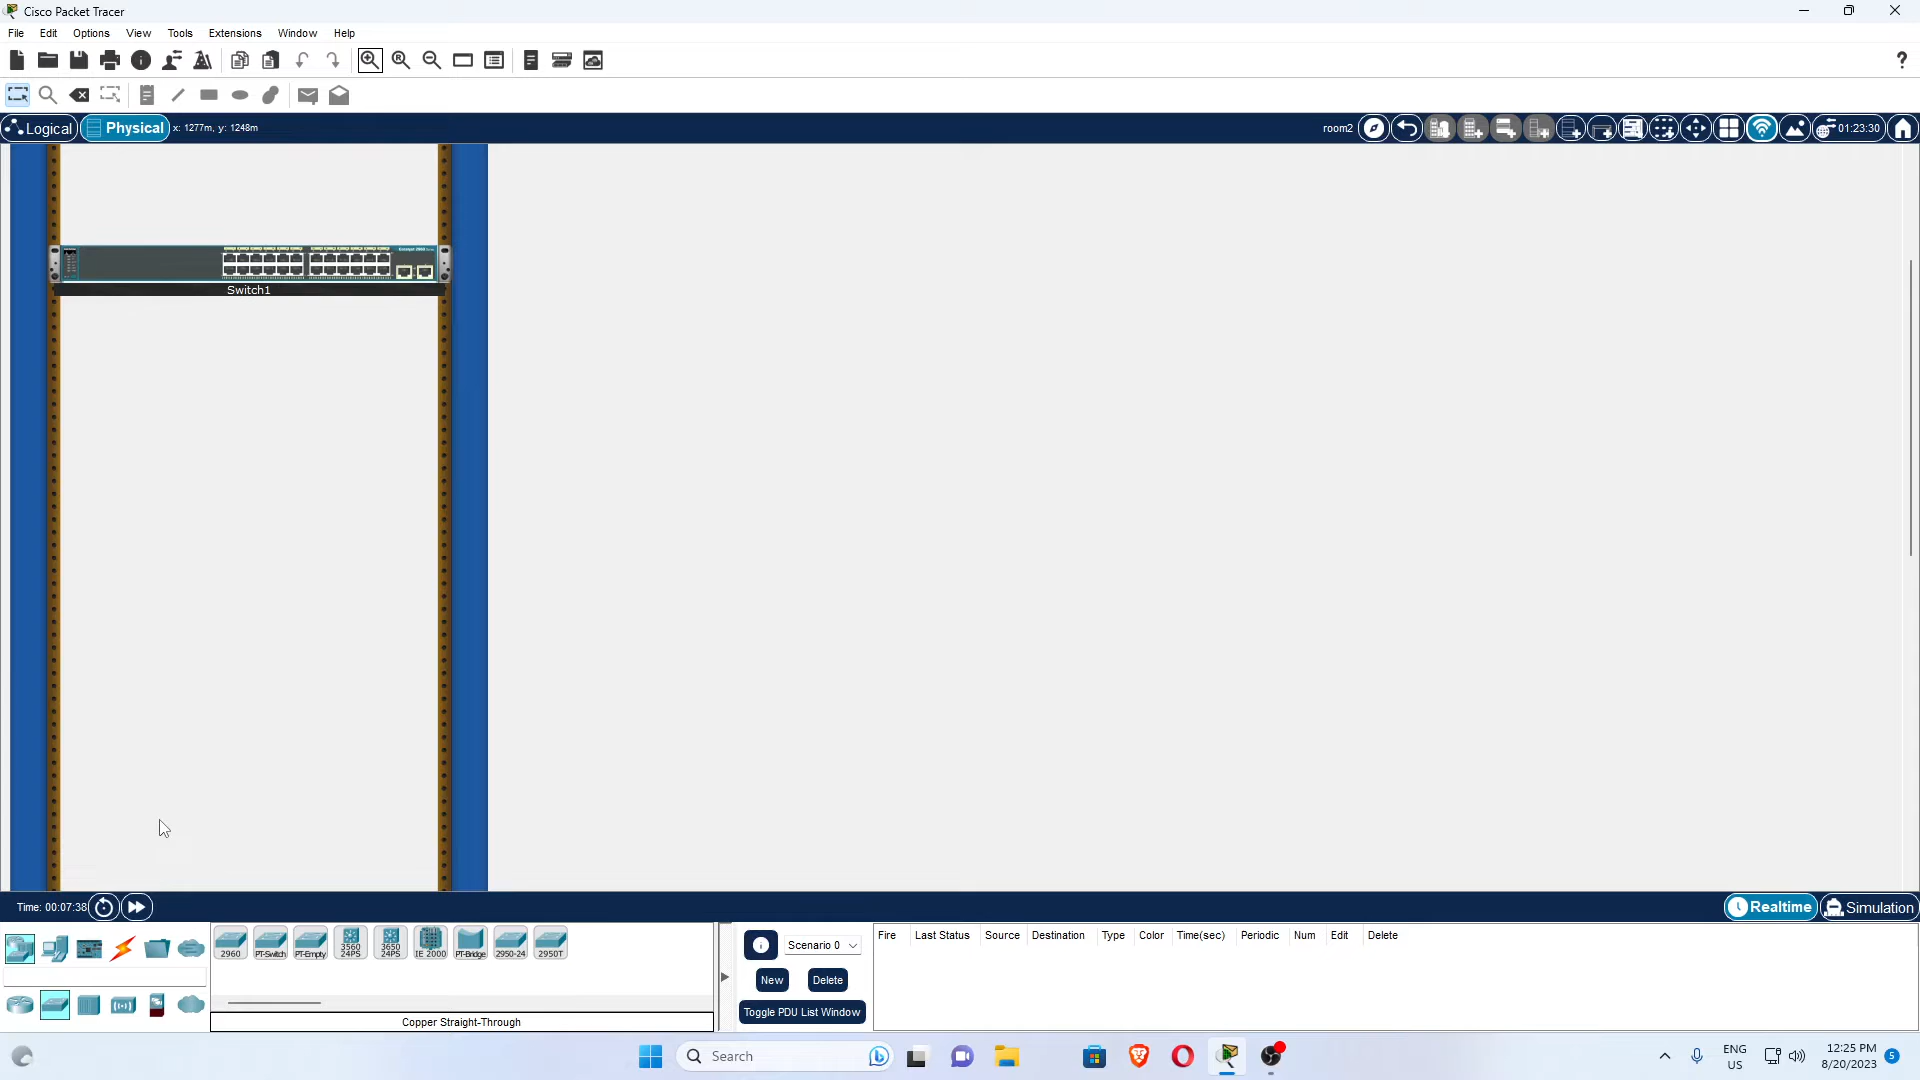 Cisco Packet Tracer
File Edit Options View Tools Extensions Window Help
Logical Physical x: 1277m, y: 1248m room2 01:23:30
Switch1
Time: 00:07:38 Realtime Simulation
2960 PT-Switch PT-Empty 3560 24PS 3650 24PS IE 2000 PT-Bridge 2950-24 2950T
Copper Straight-Through
Scenario 0
New Delete
Toggle PDU List Window
Fire Last Status Source Destination Type Color Time(sec) Periodic Num Edit Delete
Search
ENG
US
12:25 PM
8/20/2023
5